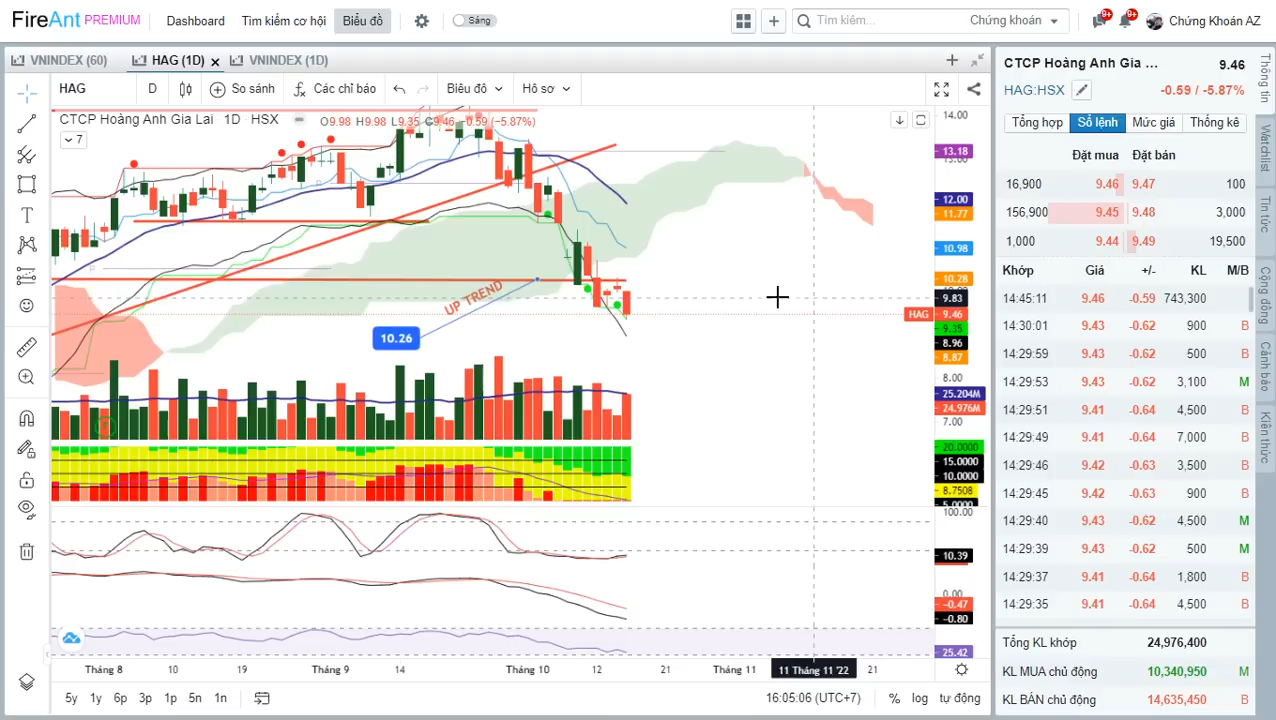 FireAnt PREMIUM Dashboard Tìm kiếm cơ hội Biểu đồ Sáng Tìm kiếm... Chứng khoán 9+ 9+ Chứng Khoán AZ
VNINDEX (60) HAG (1D) VNINDEX (1D)
HAG D So sánh Các chỉ báo Biểu đồ Hồ sơ
CTCP Hoàng Anh Gia Lai 1D HSX O9.98 H9.98 L9.35 −0.59 (−5.87%)
7
UP TREND
10.26
14.00
13.18
13.00
12.00
11.77
10.98
10.28
9.83
HAG 9.46
9.35
8.96
8.87
8.00
25.204M
24.976M
7.00
20.0000
15.0000
10.0000
8.7508
5.0000
100.00
10.39
0.00
-0.47
-0.80
25.42
Tháng 8 10 19 Tháng 9 14 Tháng 10 12 21 Tháng 11 11 Tháng 11 '22 21
5y 1y 6p 3p 1p 5n 1n 16:05:06 (UTC+7) % log tự động
CTCP Hoàng Anh Gia ... 9.46
HAG:HSX -0.59 / -5.87%
Tổng hợp Sổ lệnh Mức giá Thống kê
Đặt mua Đặt bán
16,900 9.46 9.47 100
156,900 9.45 9.48 3,000
1,000 9.44 9.49 19,500
Khớp Giá +/- KL M/B
14:45:11 9.46 -0.59 743,300
14:30:01 9.43 -0.62 900 B
14:29:59 9.43 -0.62 500 B
14:29:53 9.43 -0.62 3,100 M
14:29:51 9.41 -0.64 4,500 B
14:29:49 9.41 -0.64 7,000 B
14:29:46 9.42 -0.63 3,500 B
14:29:45 9.42 -0.63 900 B
14:29:40 9.43 -0.62 4,500 M
14:29:39 9.43 -0.62 500 M
14:29:37 9.41 -0.64 1,800 B
14:29:35 9.41 -0.64 4,500 B
Tổng KL khớp 24,976,400
KL MUA chủ động 10,340,950 M
KL BÁN chủ động 14,635,450 B
Thông tin
Watchlist
Tin tức
Cộng đồng
Cảnh báo
Kiến thức